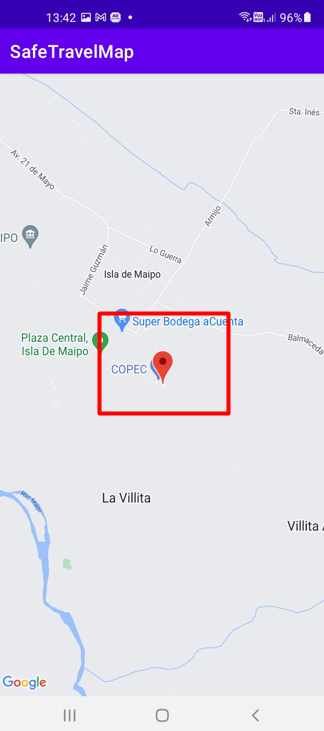 13:42
96%
SafeTravelMap
Sta. Inés
Av. 21 de Mayo
Armijo
IPO
Lo Guerra
Jaime Guzmán
Isla de Maipo
Super Bodega aCuenta
Plaza Central,
Isla De Maipo
Balmaceda
COPEC
La Villita
Río Maipo
Villita A
Google